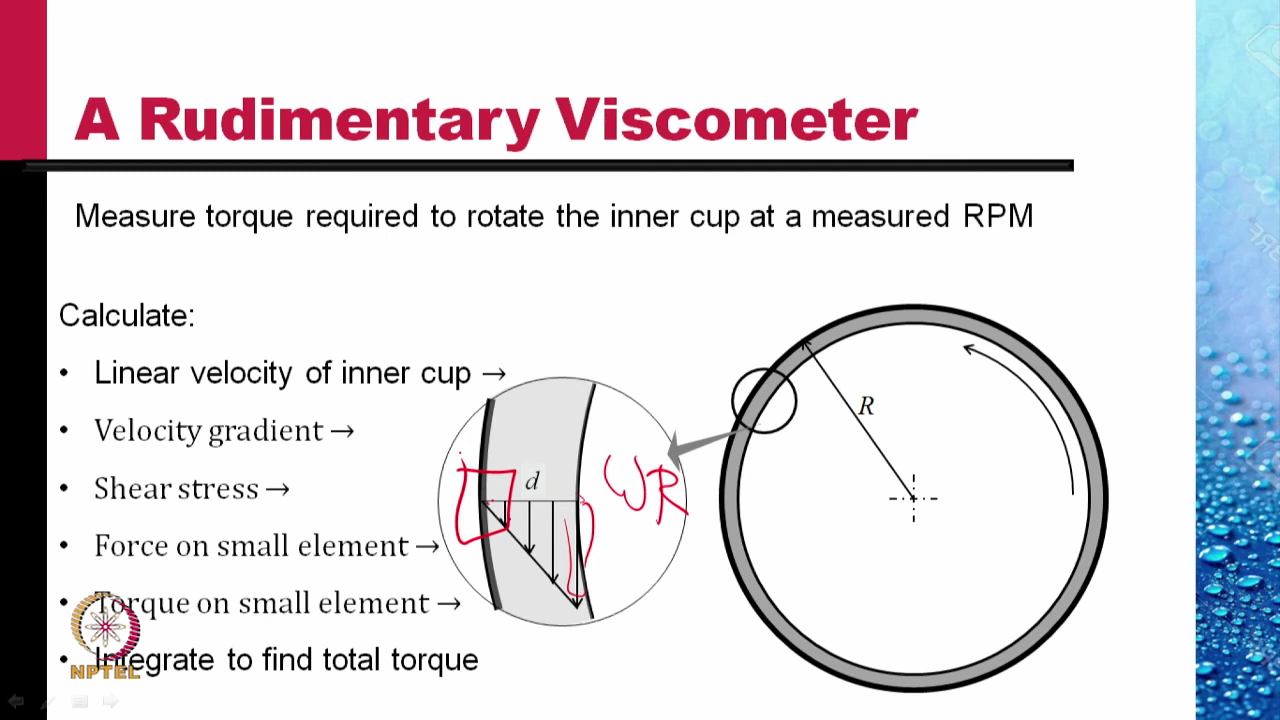 A Rudimentary Viscometer
Measure torque required to rotate the inner cup at a measured RPM
Calculate:
• Linear velocity of inner cup →
• Velocity gradient →
• Shear stress →
• Force on small element →
• Torque on small element →
• Integrate to find total torque
d
ωR
R
NPTEL